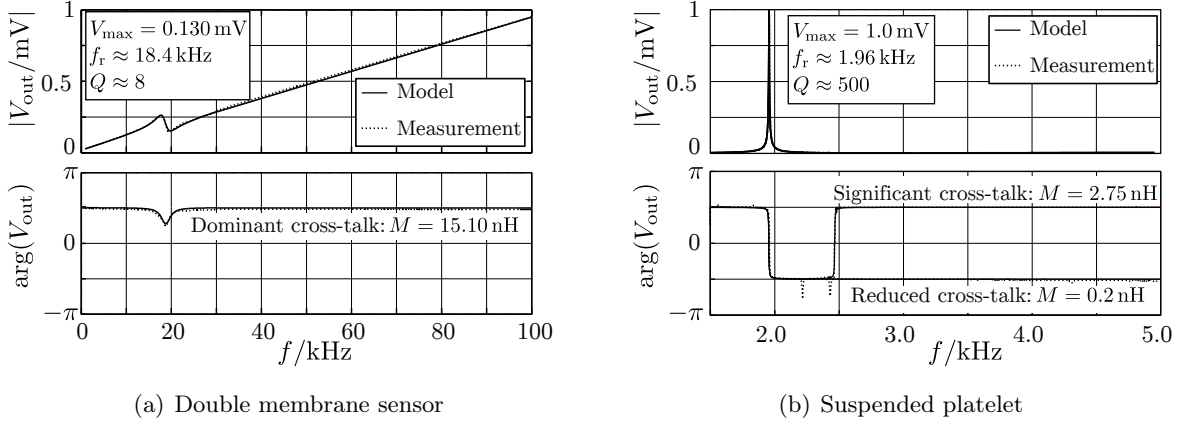 |V_out|/mV
1
0.5
0
V_max = 0.130 mV
f_r ≈ 18.4 kHz
Q ≈ 8
Model
Measurement
arg(V_out)
π
0
−π
Dominant cross-talk: M = 15.10 nH
0 20 40 60 80 100
f/kHz
(a) Double membrane sensor
|V_out|/mV
1
0.5
0
V_max = 1.0 mV
f_r ≈ 1.96 kHz
Q ≈ 500
Model
Measurement
arg(V_out)
π
0
−π
Significant cross-talk: M = 2.75 nH
Reduced cross-talk: M = 0.2 nH
2.0 3.0 4.0 5.0
f/kHz
(b) Suspended platelet